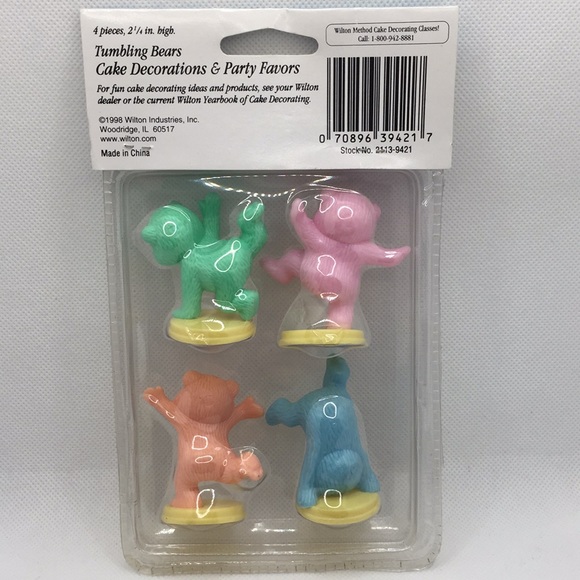 4 pieces, 2 1/4 in. high.
Tumbling Bears
Cake Decorations & Party Favors
For fun cake decorating ideas and products, see your Wilton
dealer or the current Wilton Yearbook of Cake Decorating.
©1998 Wilton Industries, Inc.
Woodridge, IL 60517
www.wilton.com
Made in China
Wilton Method Cake Decorating Classes!
Call: 1-800-942-8881
0 70896 39421 7
Stock No. 2113-9421